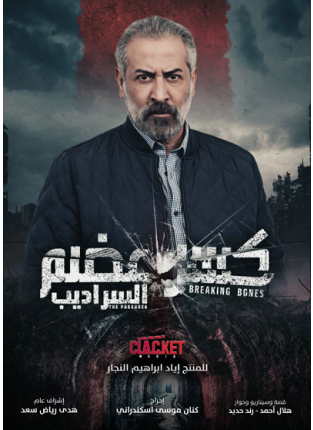 كسر عضم
BREAKING BONES
السراديب
THE PASSAGES
CLACKET
MEDIA
للمنتج إياد ابراهيم النجار
قصة وسيناريو وحوار
هلال أحمد - رند حديد
إخراج
كنان موسى اسكندراني
إشراف عام
هدى رياض سعد